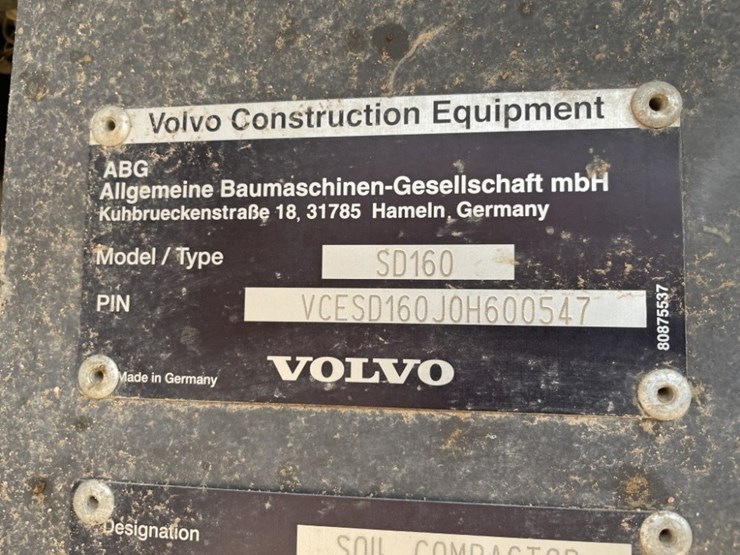 Volvo Construction Equipment
ABG
Allgemeine Baumaschinen-Gesellschaft mbH
Kuhbrueckenstraße 18, 31785 Hameln, Germany
Model / Type SD160
PIN VCESD160J0H600547
80875537
Made in Germany
VOLVO
Designation SOIL COMPACTOR